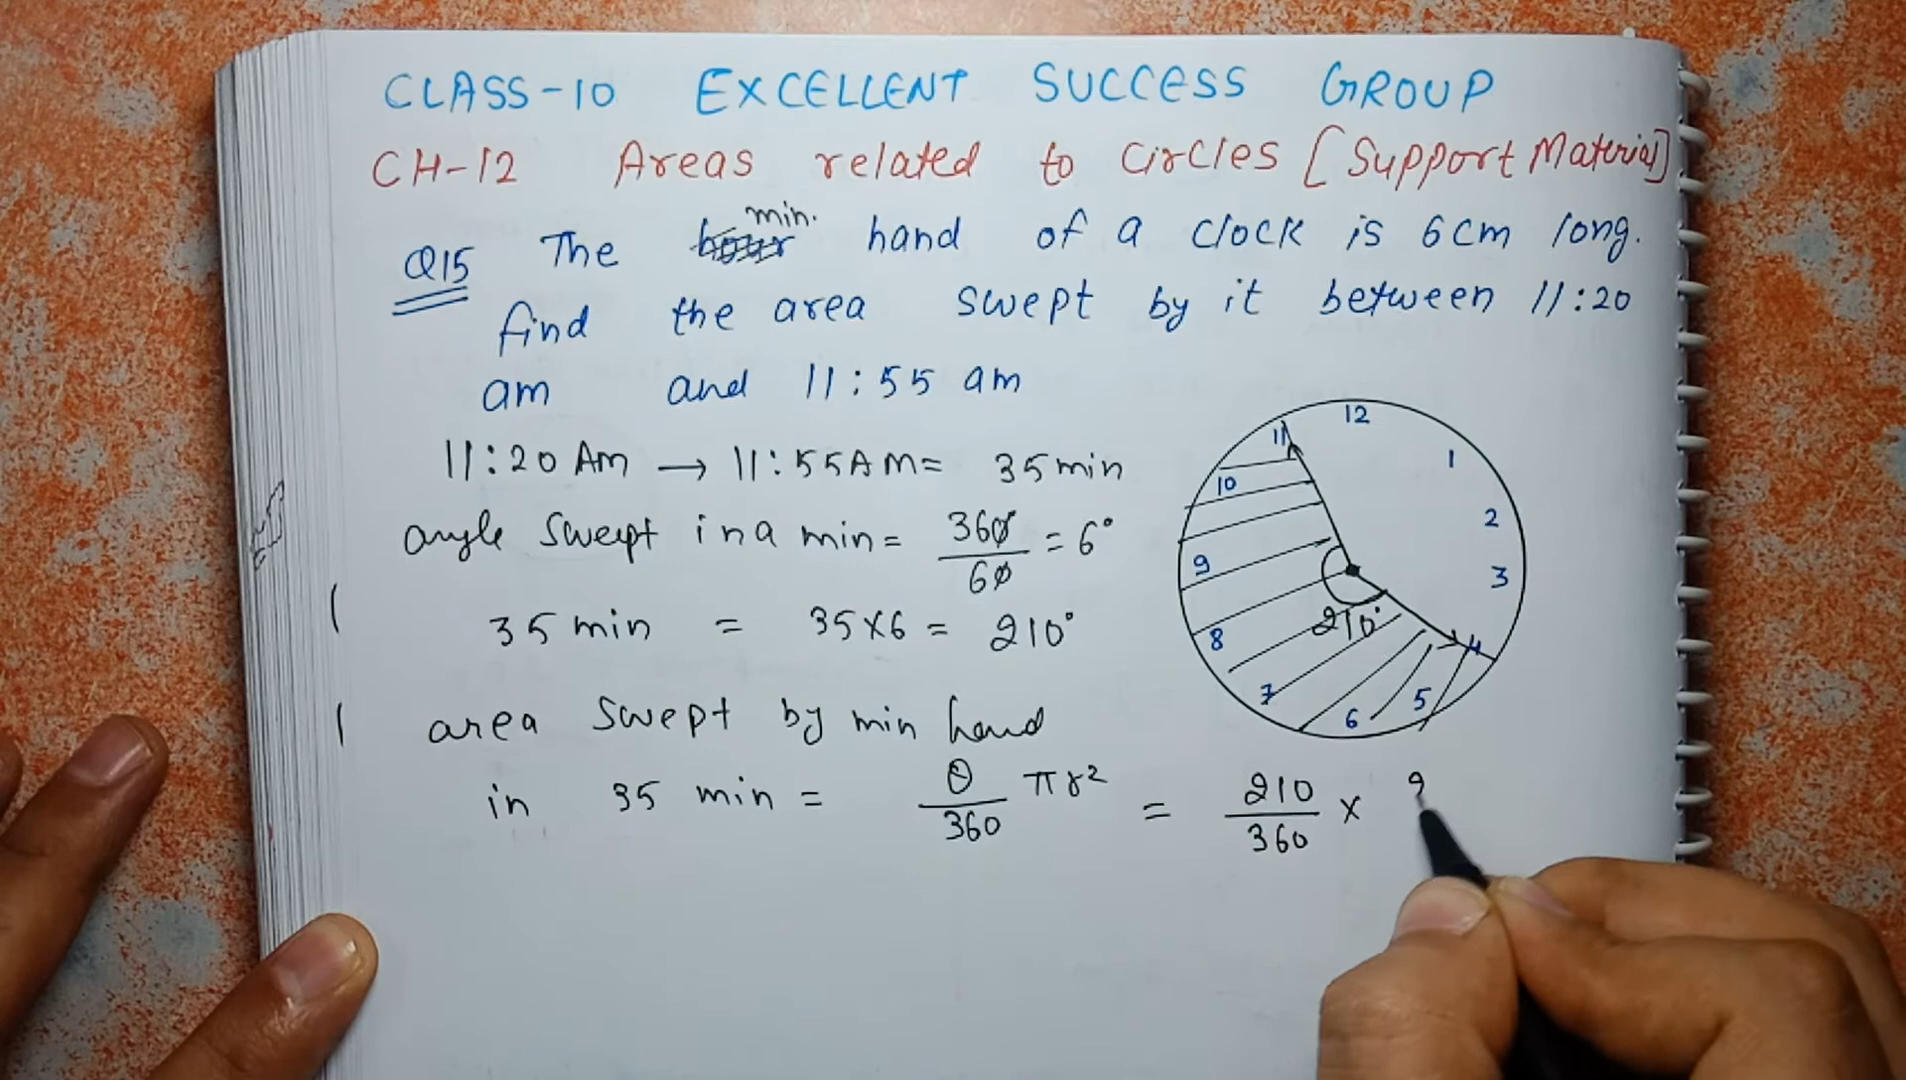 CLASS-10 EXCELLENT SUCCESS GROUP
CH-12 Areas related to Circles [Support Material]
min.
Q15 The hour hand of a clock is 6cm long.
find the area swept by it between 11:20
am and 11:55 am
11:20 Am → 11:55AM= 35min
angle Swept in a min = 360/60 = 6°
35 min = 35×6 = 210°
area Swept by min hand
in 35 min = θ/360 πr² = 210/360 ×
12
11
1
10
2
9
3
210°
8
4
7
5
6